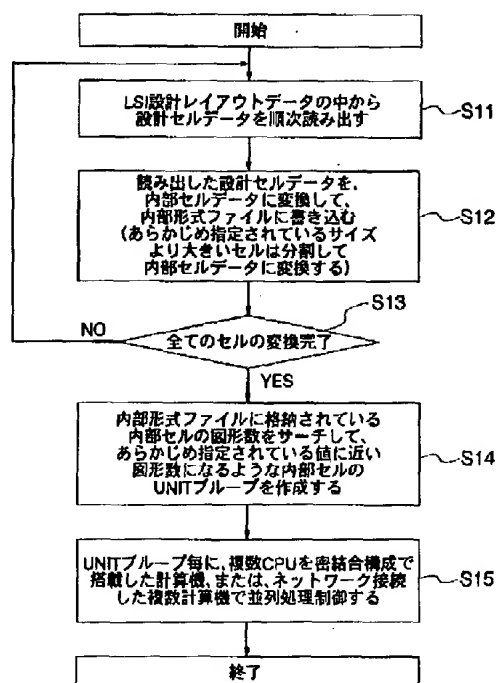 開始
LSI設計レイアウトデータの中から
設計セルデータを順次読み出す
S11
読み出した設計セルデータを、
内部セルデータに変換して、
内部形式ファイルに書き込む
(あらかじめ指定されているサイズ
より大きいセルは分割して
内部セルデータに変換する)
S12
S13
全てのセルの変換完了
NO
YES
内部形式ファイルに格納されている
内部セルの図形数をサーチして、
あらかじめ指定されている値に近い
図形数になるような内部セルの
UNITブループを作成する
S14
UNITブループ毎に、複数CPUを密結合構成で
搭載した計算機、または、ネットワーク接続
した複数計算機で並列処理制御する
S15
終了